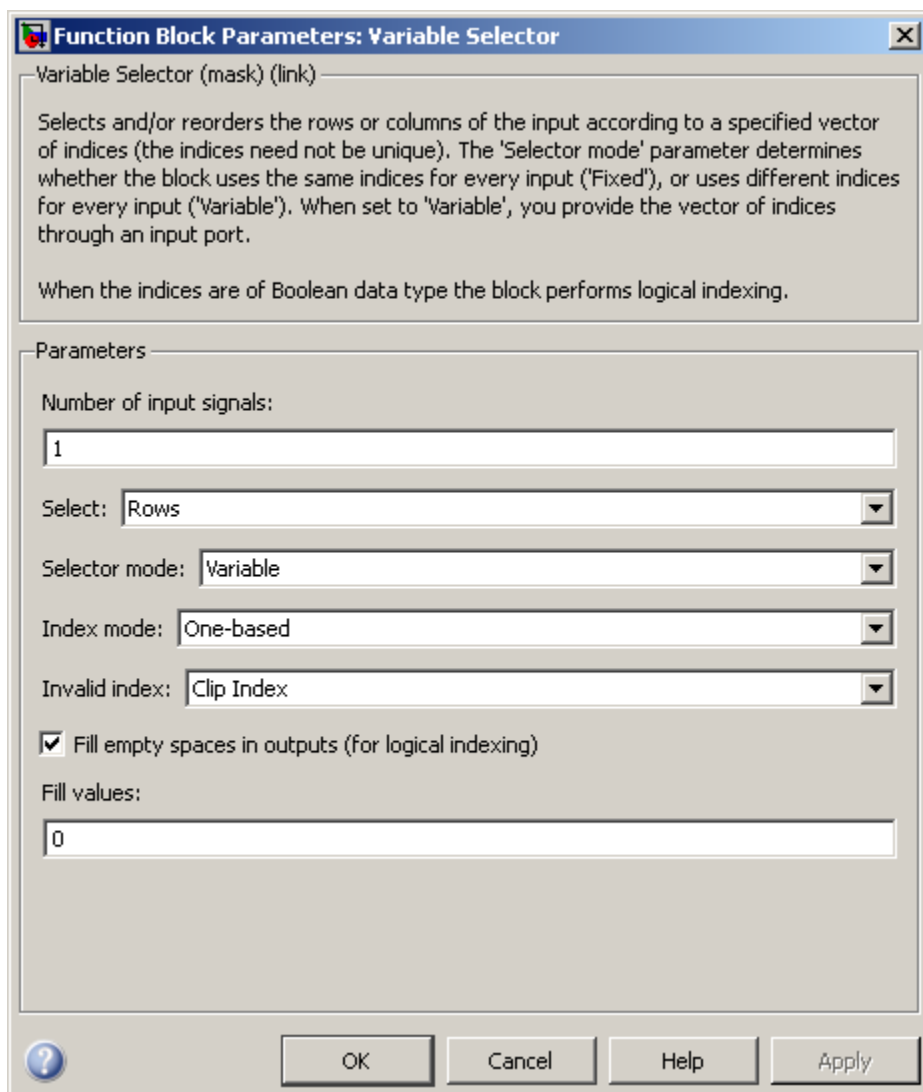 Function Block Parameters: Variable Selector
Variable Selector (mask) (link)
Selects and/or reorders the rows or columns of the input according to a specified vector
of indices (the indices need not be unique). The 'Selector mode' parameter determines
whether the block uses the same indices for every input ('Fixed'), or uses different indices
for every input ('Variable'). When set to 'Variable', you provide the vector of indices
through an input port.
When the indices are of Boolean data type the block performs logical indexing.
Parameters
Number of input signals:
1
Select: Rows
Selector mode: Variable
Index mode: One-based
Invalid index: Clip Index
Fill empty spaces in outputs (for logical indexing)
Fill values:
0
? OK Cancel Help Apply